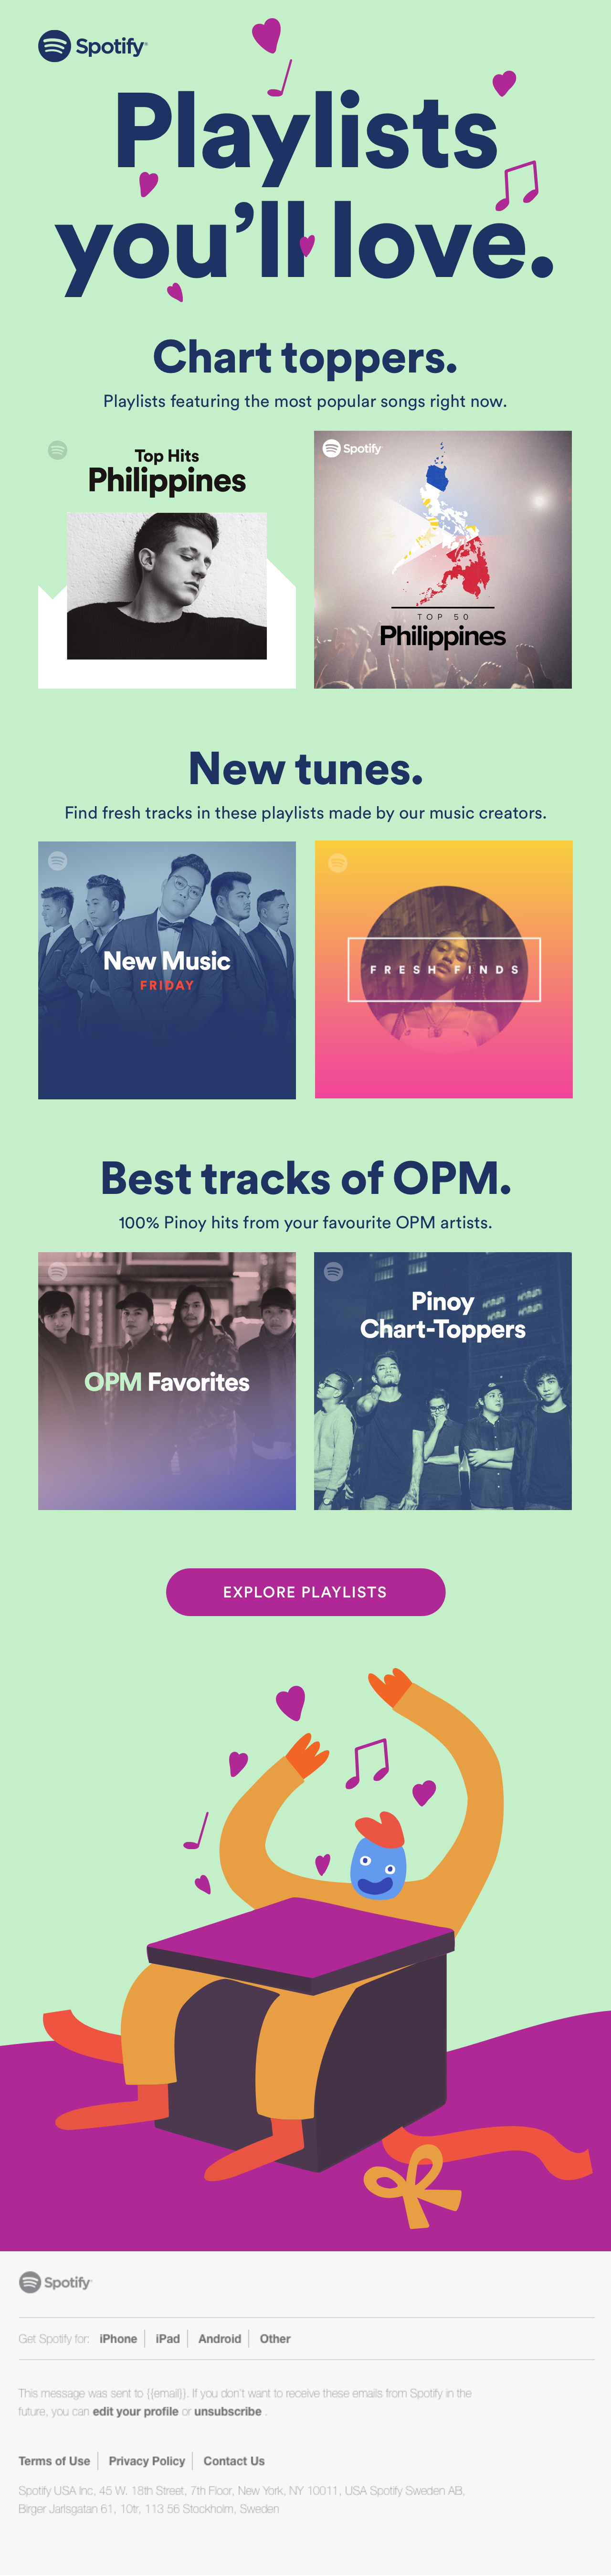 Spotify®
Playlists
you’ll love.
Chart toppers.
Playlists featuring the most popular songs right now.
Top Hits
Philippines
Spotify
TOP 50
Philippines
New tunes.
Find fresh tracks in these playlists made by our music creators.
New Music
FRIDAY
FRESH FINDS
Best tracks of OPM.
100% Pinoy hits from your favourite OPM artists.
OPM Favorites
Pinoy
Chart-Toppers
EXPLORE PLAYLISTS
Spotify®
Get Spotify for: iPhone | iPad | Android | Other
This message was sent to {{email}}. If you don't want to receive these emails from Spotify in the
future, you can edit your profile or unsubscribe .
Terms of Use | Privacy Policy | Contact Us
Spotify USA Inc, 45 W. 18th Street, 7th Floor, New York, NY 10011, USA Spotify Sweden AB,
Birger Jarlsgatan 61, 10tr, 113 56 Stockholm, Sweden